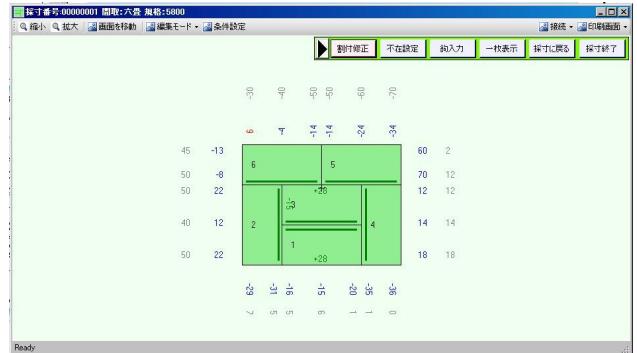 採寸番号:00000001 間取:六畳 規格:5800
縮小 拡大 画面を移動 編集モード 条件設定 接続 印刷画面
割付修正 不在設定 鉤入力 一枚表示 採寸に戻る 採寸終了
-30 -40 -50 -50 -60 -70
6 -4 -14 -14 -24 -34
45 -13 60 2
6 5
50 -8 70 12
50 22 +28 12 12
-15 3
40 12 2 4 14 14
1
50 22 +28 18 18
-29 -31 -16 -15 -20 -35 -36
7 5 5 6 1 1 0
Ready